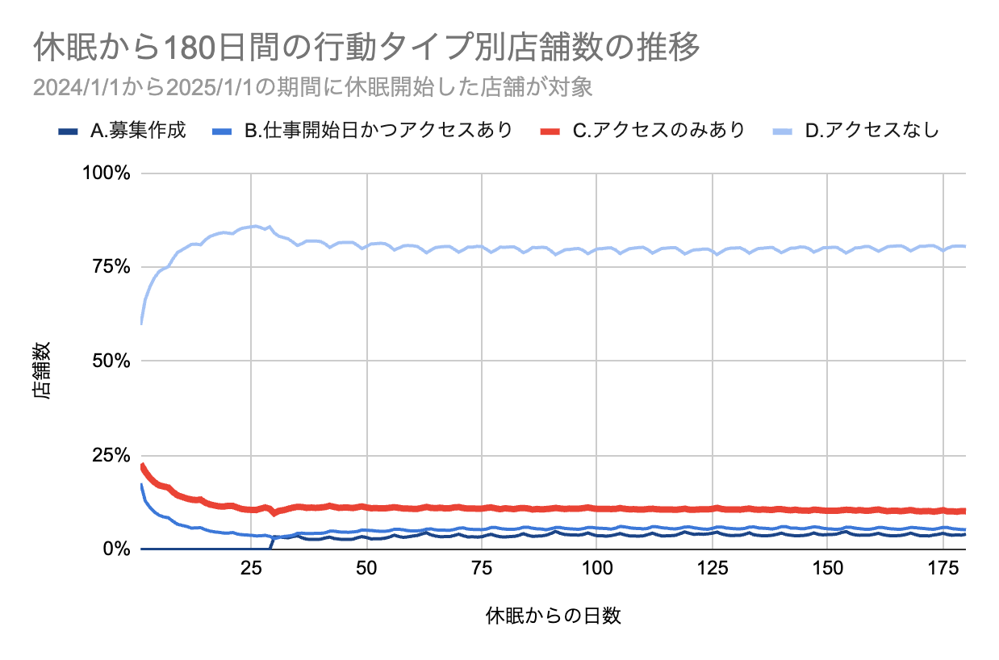 休眠から180日間の行動タイプ別店舗数の推移
2024/1/1から2025/1/1の期間に休眠開始した店舗が対象
A.募集作成 B.仕事開始日かつアクセスあり C.アクセスのみあり D.アクセスなし
100%
75%
50%
25%
0%
店舗数
25 50 75 100 125 150 175
休眠からの日数